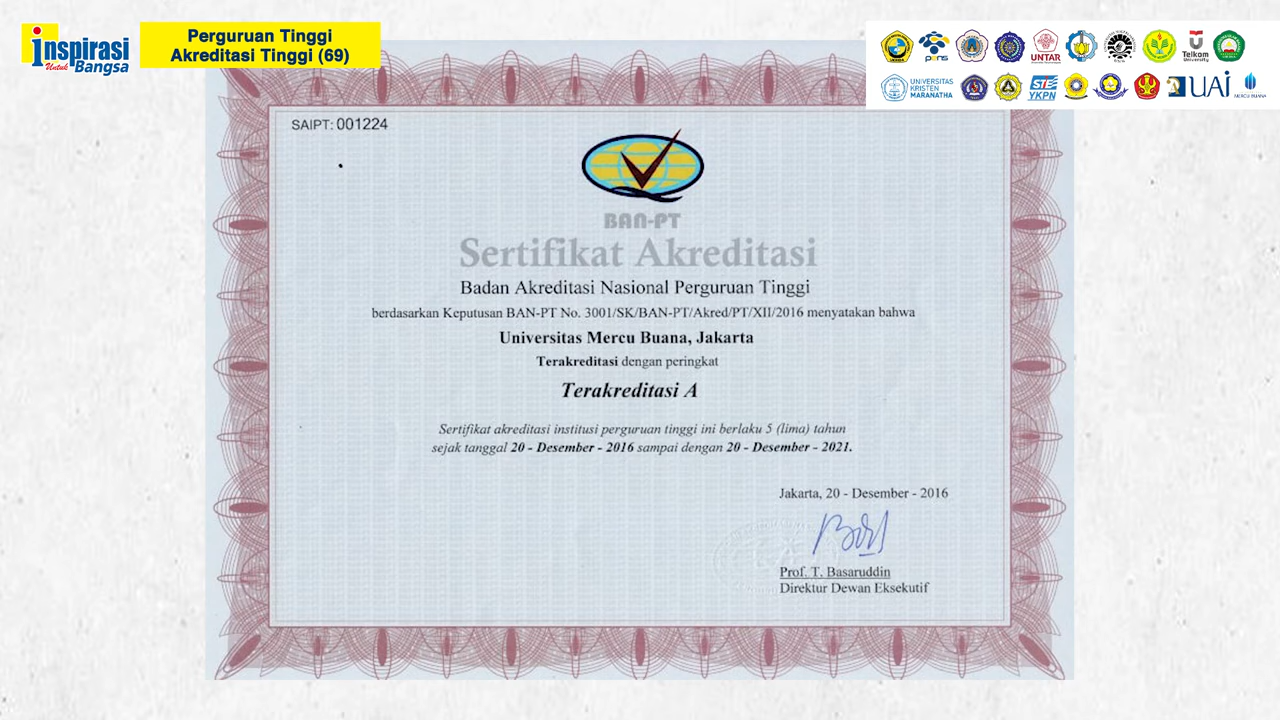 inspirasi
Untuk Bangsa
Perguruan Tinggi
Akreditasi Tinggi (69)
pens
UNTAR
Telkom
University
UNIVERSITAS
KRISTEN
MARANATHA
STIE
YKPN
UAI
MERCU BUANA
SAIPT: 001224
BAN-PT
Sertifikat Akreditasi
Badan Akreditasi Nasional Perguruan Tinggi
berdasarkan Keputusan BAN-PT No. 3001/SK/BAN-PT/Akred/PT/XII/2016 menyatakan bahwa
Universitas Mercu Buana, Jakarta
Terakreditasi dengan peringkat
Terakreditasi A
Sertifikat akreditasi institusi perguruan tinggi ini berlaku 5 (lima) tahun
sejak tanggal 20 - Desember - 2016 sampai dengan 20 - Desember - 2021.
Jakarta, 20 - Desember - 2016
Prof. T. Basaruddin
Direktur Dewan Eksekutif